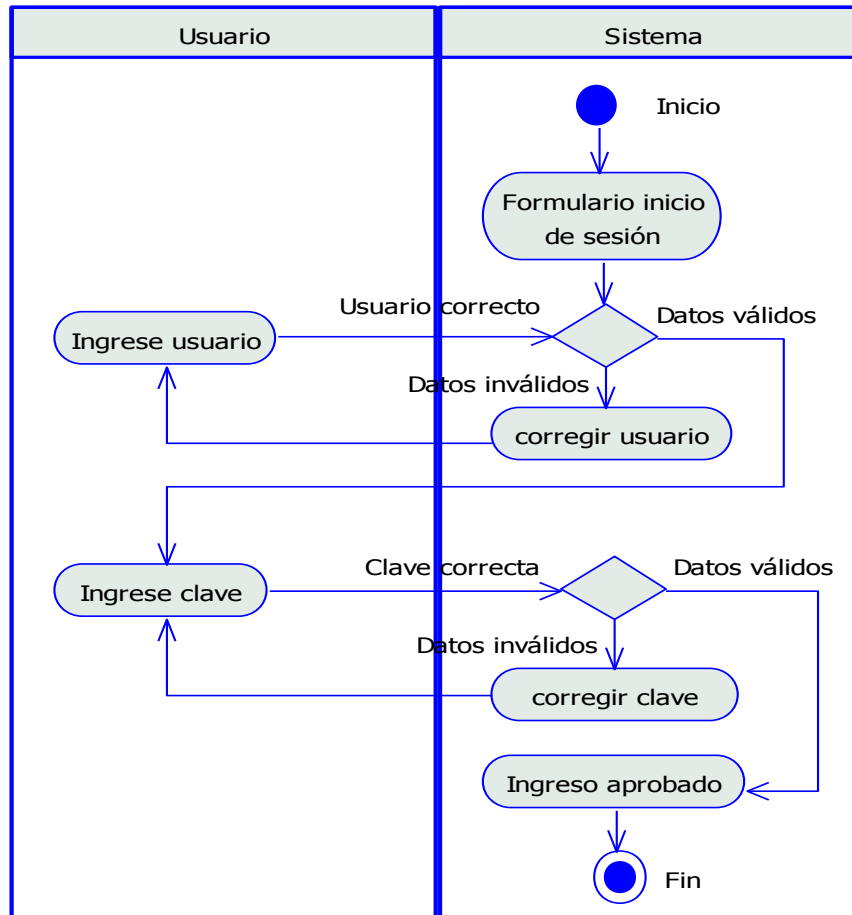 Usuario
Sistema
Inicio
Formulario inicio
de sesión
Usuario correcto
Datos válidos
Ingrese usuario
Datos inválidos
corregir usuario
Clave correcta
Datos válidos
Ingrese clave
Datos inválidos
corregir clave
Ingreso aprobado
Fin